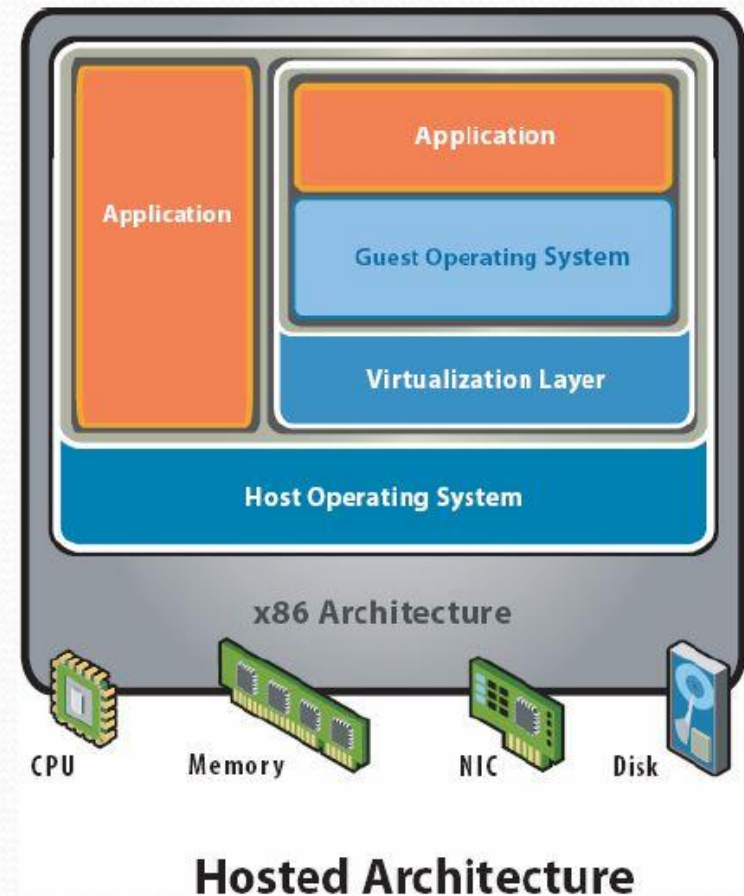 Application
Application
Guest Operating System
Virtualization Layer
Host Operating System
x86 Architecture
CPU
Memory
NIC
Disk
Hosted Architecture